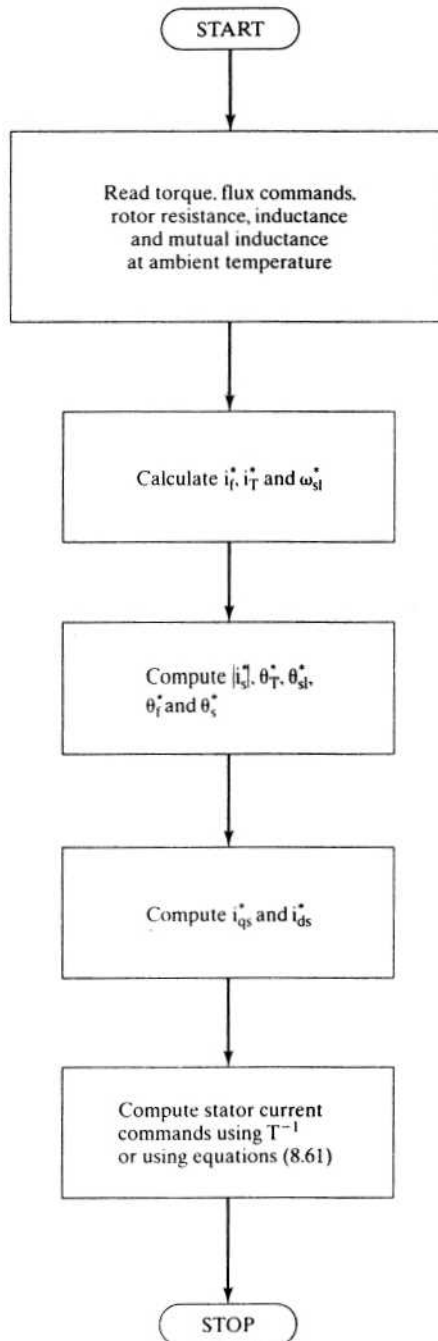 START
Read torque, flux commands,
rotor resistance, inductance
and mutual inductance
at ambient temperature
Calculate i*f, i*T and ω*sl
Compute |i*s|, θ*T, θ*sl,
θ*f and θ*s
Compute i*qs and i*ds
Compute stator current
commands using T⁻¹
or using equations (8.61)
STOP